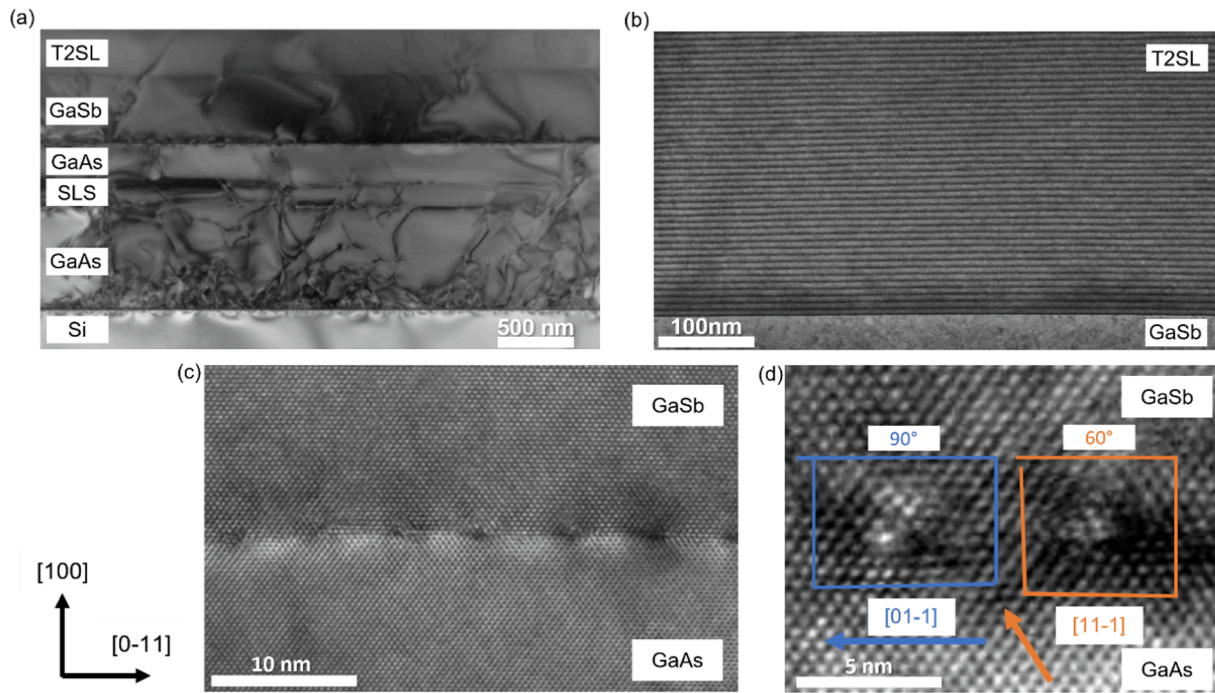 (a)
T2SL
GaSb
GaAs
SLS
GaAs
Si
500 nm
(b)
T2SL
100nm
GaSb
(c)
GaSb
10 nm
GaAs
[100]
[0-11]
(d)
GaSb
90°
60°
[01-1]
[11-1]
5 nm
GaAs